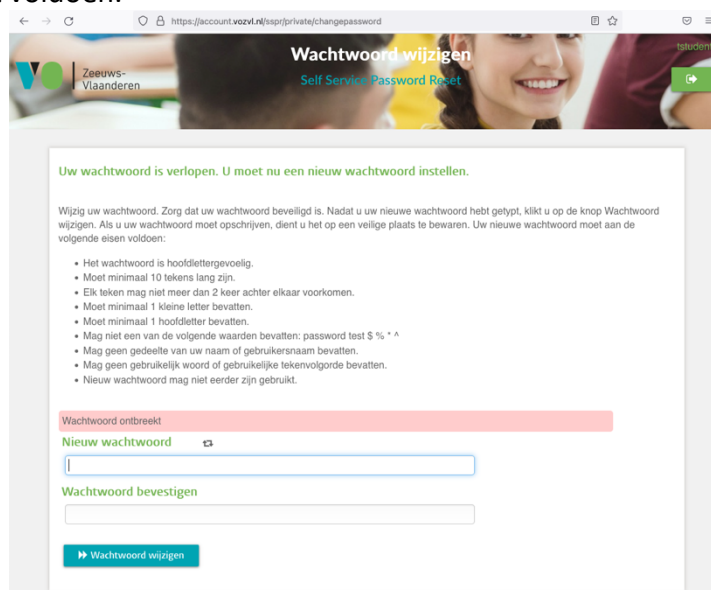 voldoen.
https://account.vozvl.nl/sspr/private/changepassword
Wachtwoord wijzigen
tstuden
Self Service Password Reset
VO
Zeeuws-
Vlaanderen
Uw wachtwoord is verlopen. U moet nu een nieuw wachtwoord instellen.
Wijzig uw wachtwoord. Zorg dat uw wachtwoord beveiligd is. Nadat u uw nieuwe wachtwoord hebt getypt, klikt u op de knop Wachtwoord
wijzigen. Als u uw wachtwoord moet opschrijven, dient u het op een veilige plaats te bewaren. Uw nieuwe wachtwoord moet aan de
volgende eisen voldoen:
• Het wachtwoord is hoofdlettergevoelig.
• Moet minimaal 10 tekens lang zijn.
• Elk teken mag niet meer dan 2 keer achter elkaar voorkomen.
• Moet minimaal 1 kleine letter bevatten.
• Moet minimaal 1 hoofdletter bevatten.
• Mag niet een van de volgende waarden bevatten: password test $ % * ^
• Mag geen gedeelte van uw naam of gebruikersnaam bevatten.
• Mag geen gebruikelijk woord of gebruikelijke tekenvolgorde bevatten.
• Nieuw wachtwoord mag niet eerder zijn gebruikt.
Wachtwoord ontbreekt
Nieuw wachtwoord
Wachtwoord bevestigen
Wachtwoord wijzigen